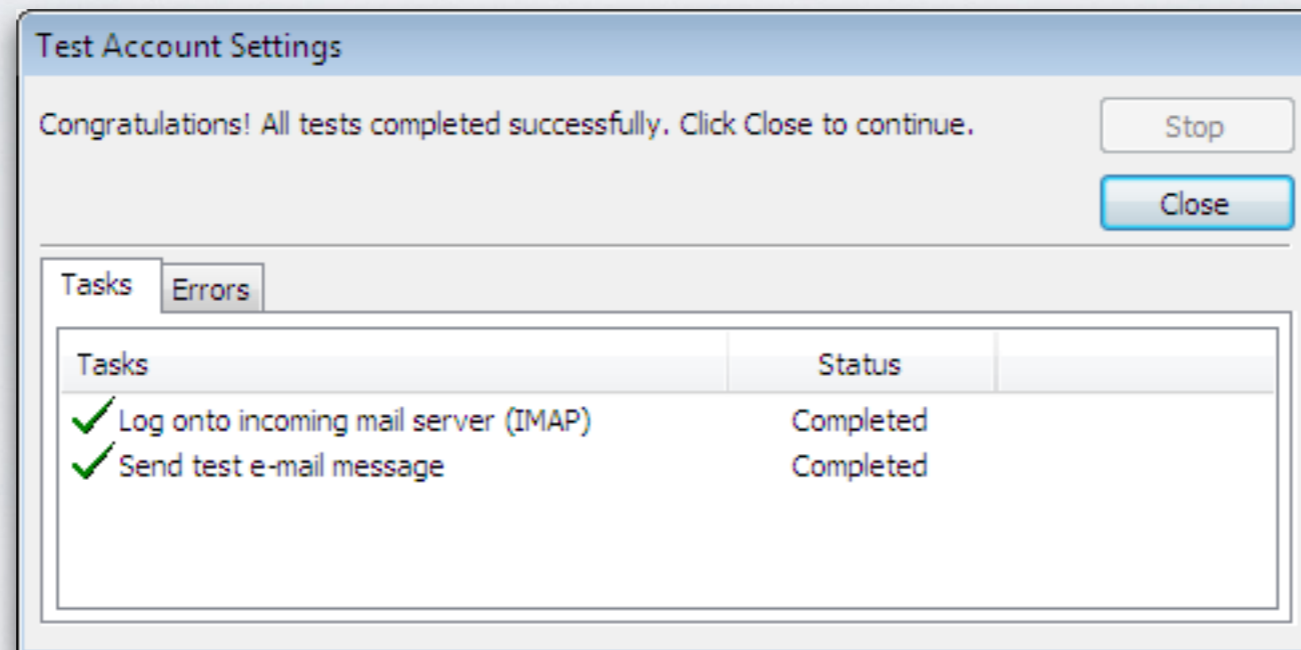 Test Account Settings
Congratulations! All tests completed successfully. Click Close to continue.
Stop
Close
Tasks Errors
Tasks Status
Log onto incoming mail server (IMAP) Completed
Send test e-mail message Completed